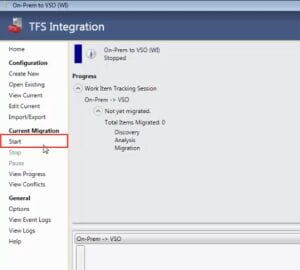 On-Prem to VSO (WI)
TFS Integration
Home
Configuration
Create New
Open Existing
View Current
Edit Current
Import/Export
Current Migration
Start
Stop
Pause
View Progress
View Conflicts
General
Options
View Event Logs
View Logs
Help
On-Prem to VSO (WI)
Stopped
Progress
Work Item Tracking Session
On-Prem -> VSO
Not yet migrated.
Total Items Migrated: 0
Discovery
Analysis
Migration
On-Prem -> VSO